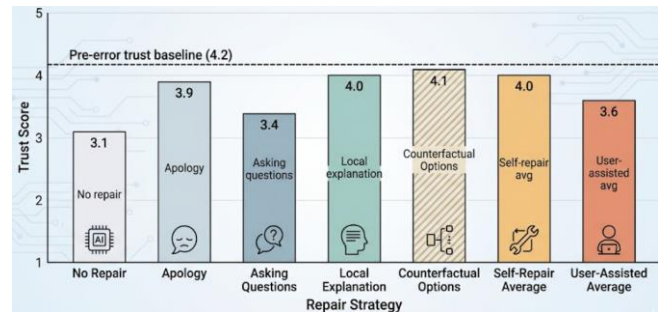 5
Pre-error trust baseline (4.2)
4
3
2
1
Trust Score
3.1
No repair
AI
3.9
Apology
3.4
Asking
questions
?
4.0
Local
explanation
4.1
Counterfactual
Options
4.0
Self-repair
avg
3.6
User-
assisted
avg
No Repair
Apology
Asking
Questions
Local
Explanation
Counterfactual
Options
Self-Repair
Average
User-Assisted
Average
Repair Strategy